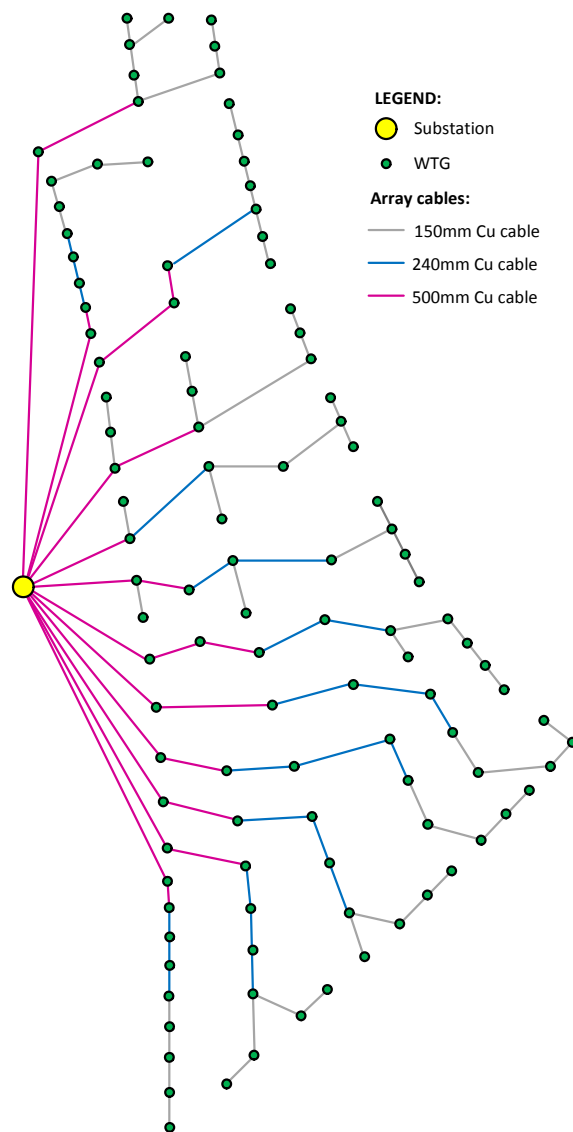 LEGEND:
Substation
WTG
Array cables:
150mm Cu cable
240mm Cu cable
500mm Cu cable